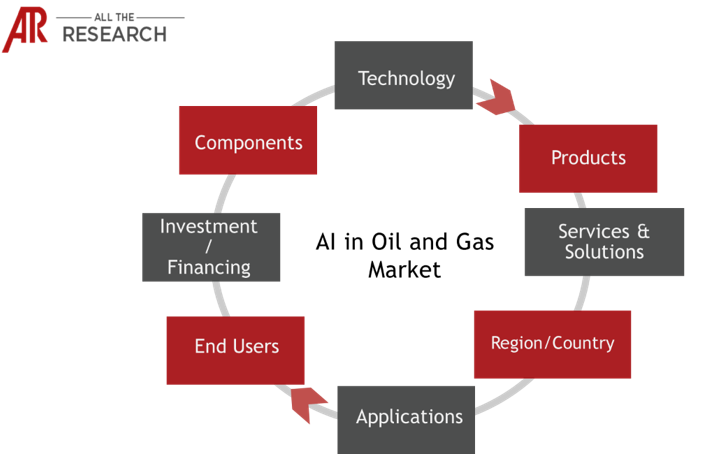 AR
ALL THE
RESEARCH
Technology
Components
Products
Investment
/
Financing
AI in Oil and Gas
Market
Services &
Solutions
End Users
Region/Country
Applications